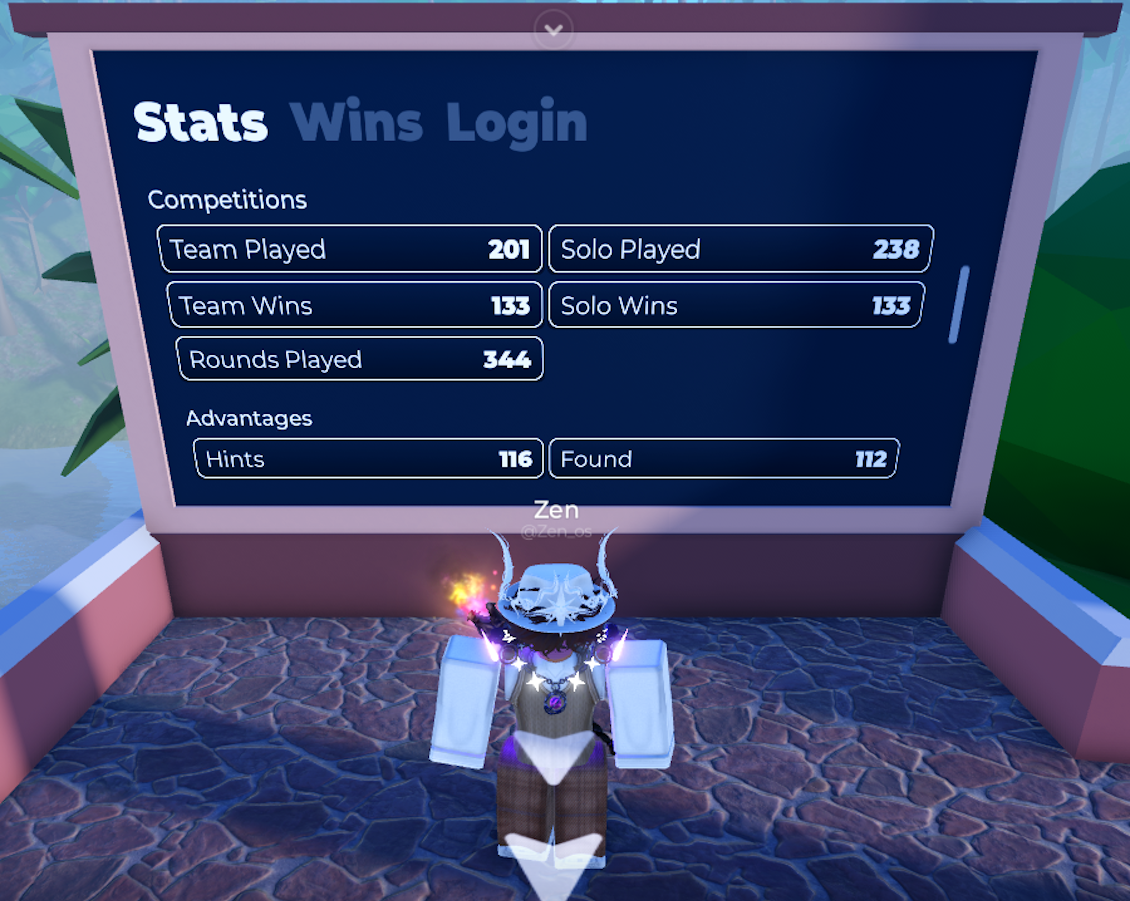 Stats Wins Login
Competitions
Team Played 201 Solo Played 238
Team Wins 133 Solo Wins 133
Rounds Played 344
Advantages
Hints 116 Found 112
Zen
@Zen_os